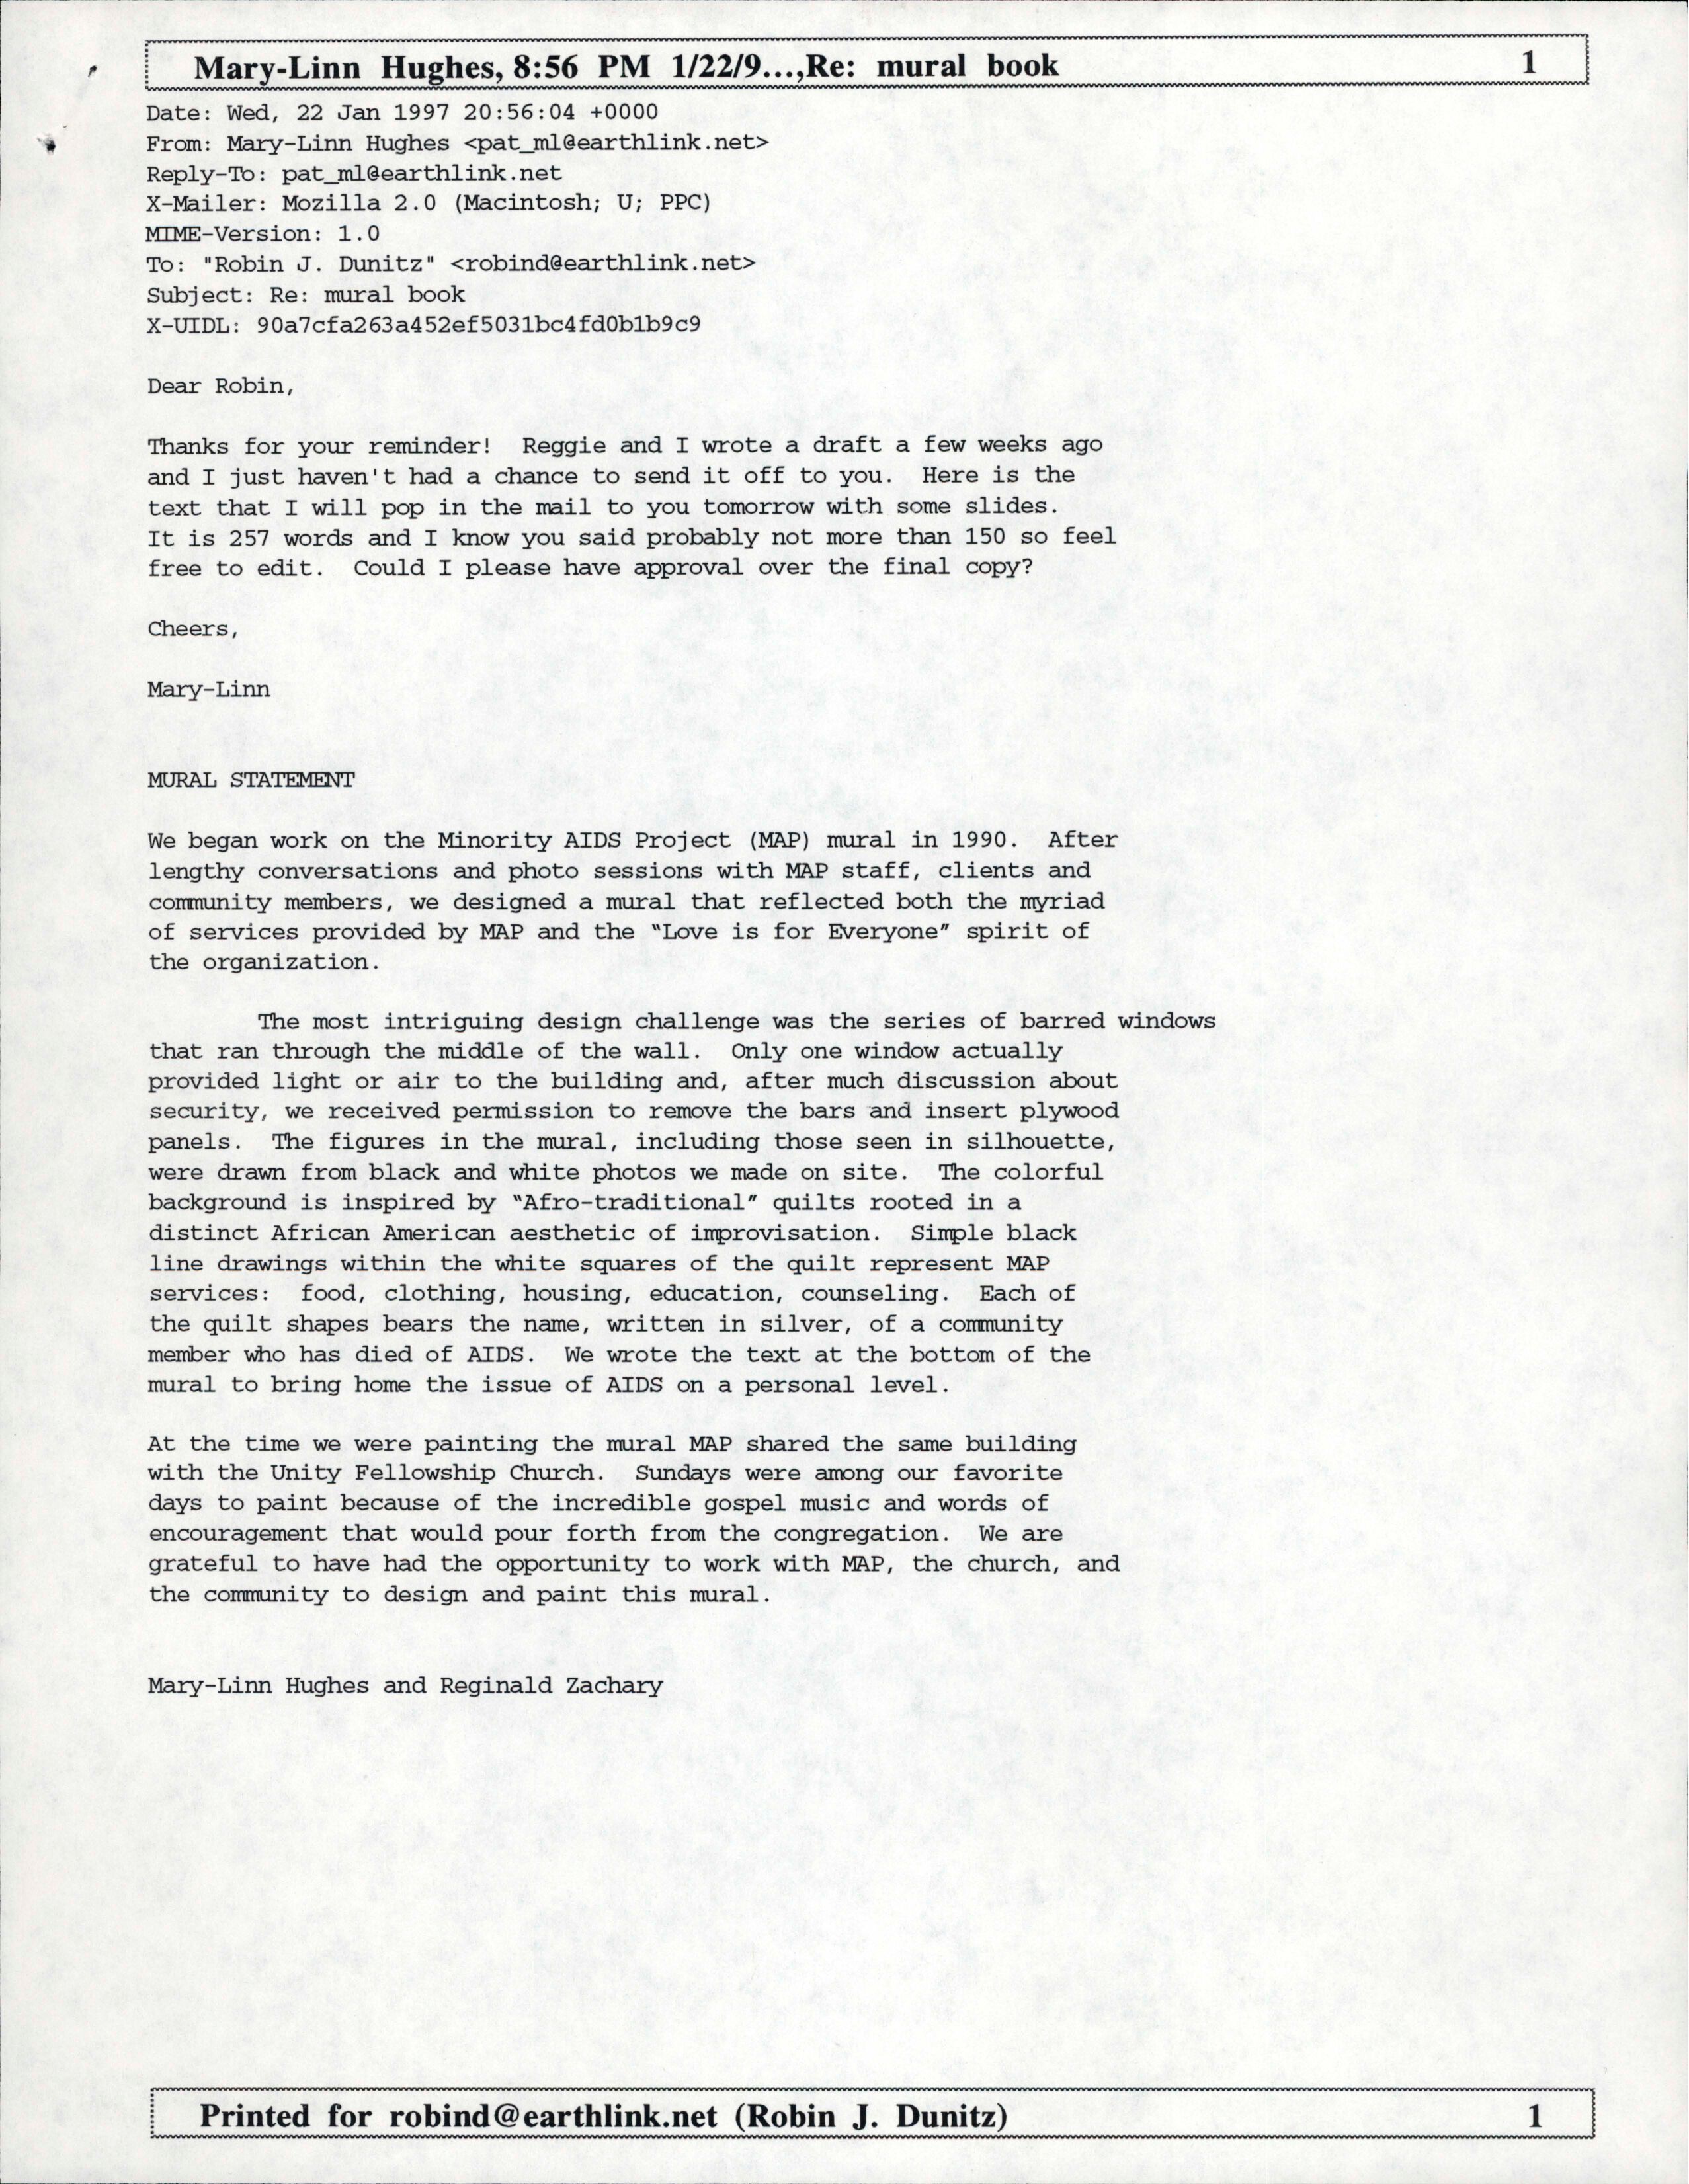 Mary-Linn Hughes, 8:56 PM 1/22/9...,Re: mural book 1
Date: Wed, 22 Jan 1997 20:56:04 +0000
From: Mary-Linn Hughes <pat_ml@earthlink.net>
Reply-To: pat_ml@earthlink.net
X-Mailer: Mozilla 2.0 (Macintosh; U; PPC)
MIME-Version: 1.0
To: "Robin J. Dunitz" <robind@earthlink.net>
Subject: Re: mural book
X-UIDL: 90a7cfa263a452ef5031bc4fd0b1b9c9
Dear Robin,
Thanks for your reminder!  Reggie and I wrote a draft a few weeks ago
and I just haven't had a chance to send it off to you.  Here is the
text that I will pop in the mail to you tomorrow with some slides.
It is 257 words and I know you said probably not more than 150 so feel
free to edit.  Could I please have approval over the final copy?
Cheers,
Mary-Linn
MURAL STATEMENT
We began work on the Minority AIDS Project (MAP) mural in 1990.  After
lengthy conversations and photo sessions with MAP staff, clients and
community members, we designed a mural that reflected both the myriad
of services provided by MAP and the “Love is for Everyone” spirit of
the organization.
The most intriguing design challenge was the series of barred windows
that ran through the middle of the wall.  Only one window actually
provided light or air to the building and, after much discussion about
security, we received permission to remove the bars and insert plywood
panels.  The figures in the mural, including those seen in silhouette,
were drawn from black and white photos we made on site.  The colorful
background is inspired by “Afro-traditional” quilts rooted in a
distinct African American aesthetic of improvisation.  Simple black
line drawings within the white squares of the quilt represent MAP
services:  food, clothing, housing, education, counseling.  Each of
the quilt shapes bears the name, written in silver, of a community
member who has died of AIDS.  We wrote the text at the bottom of the
mural to bring home the issue of AIDS on a personal level.
At the time we were painting the mural MAP shared the same building
with the Unity Fellowship Church.  Sundays were among our favorite
days to paint because of the incredible gospel music and words of
encouragement that would pour forth from the congregation.  We are
grateful to have had the opportunity to work with MAP, the church, and
the community to design and paint this mural.
Mary-Linn Hughes and Reginald Zachary
Printed for robind@earthlink.net (Robin J. Dunitz) 1